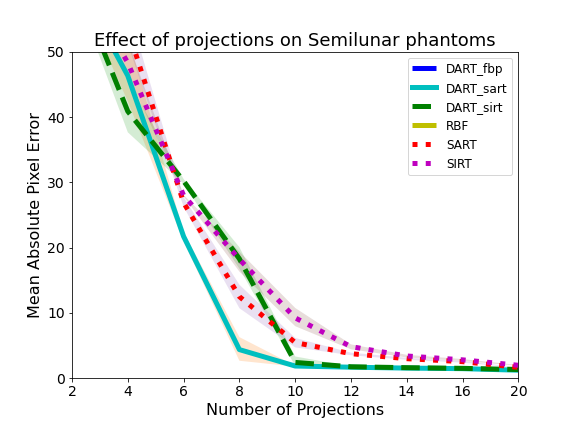 Effect of projections on Semilunar phantoms
Mean Absolute Pixel Error
50
40
30
20
10
0
2
4
6
8
10
12
14
16
18
20
Number of Projections
DART_fbp
DART_sart
DART_sirt
RBF
SART
SIRT